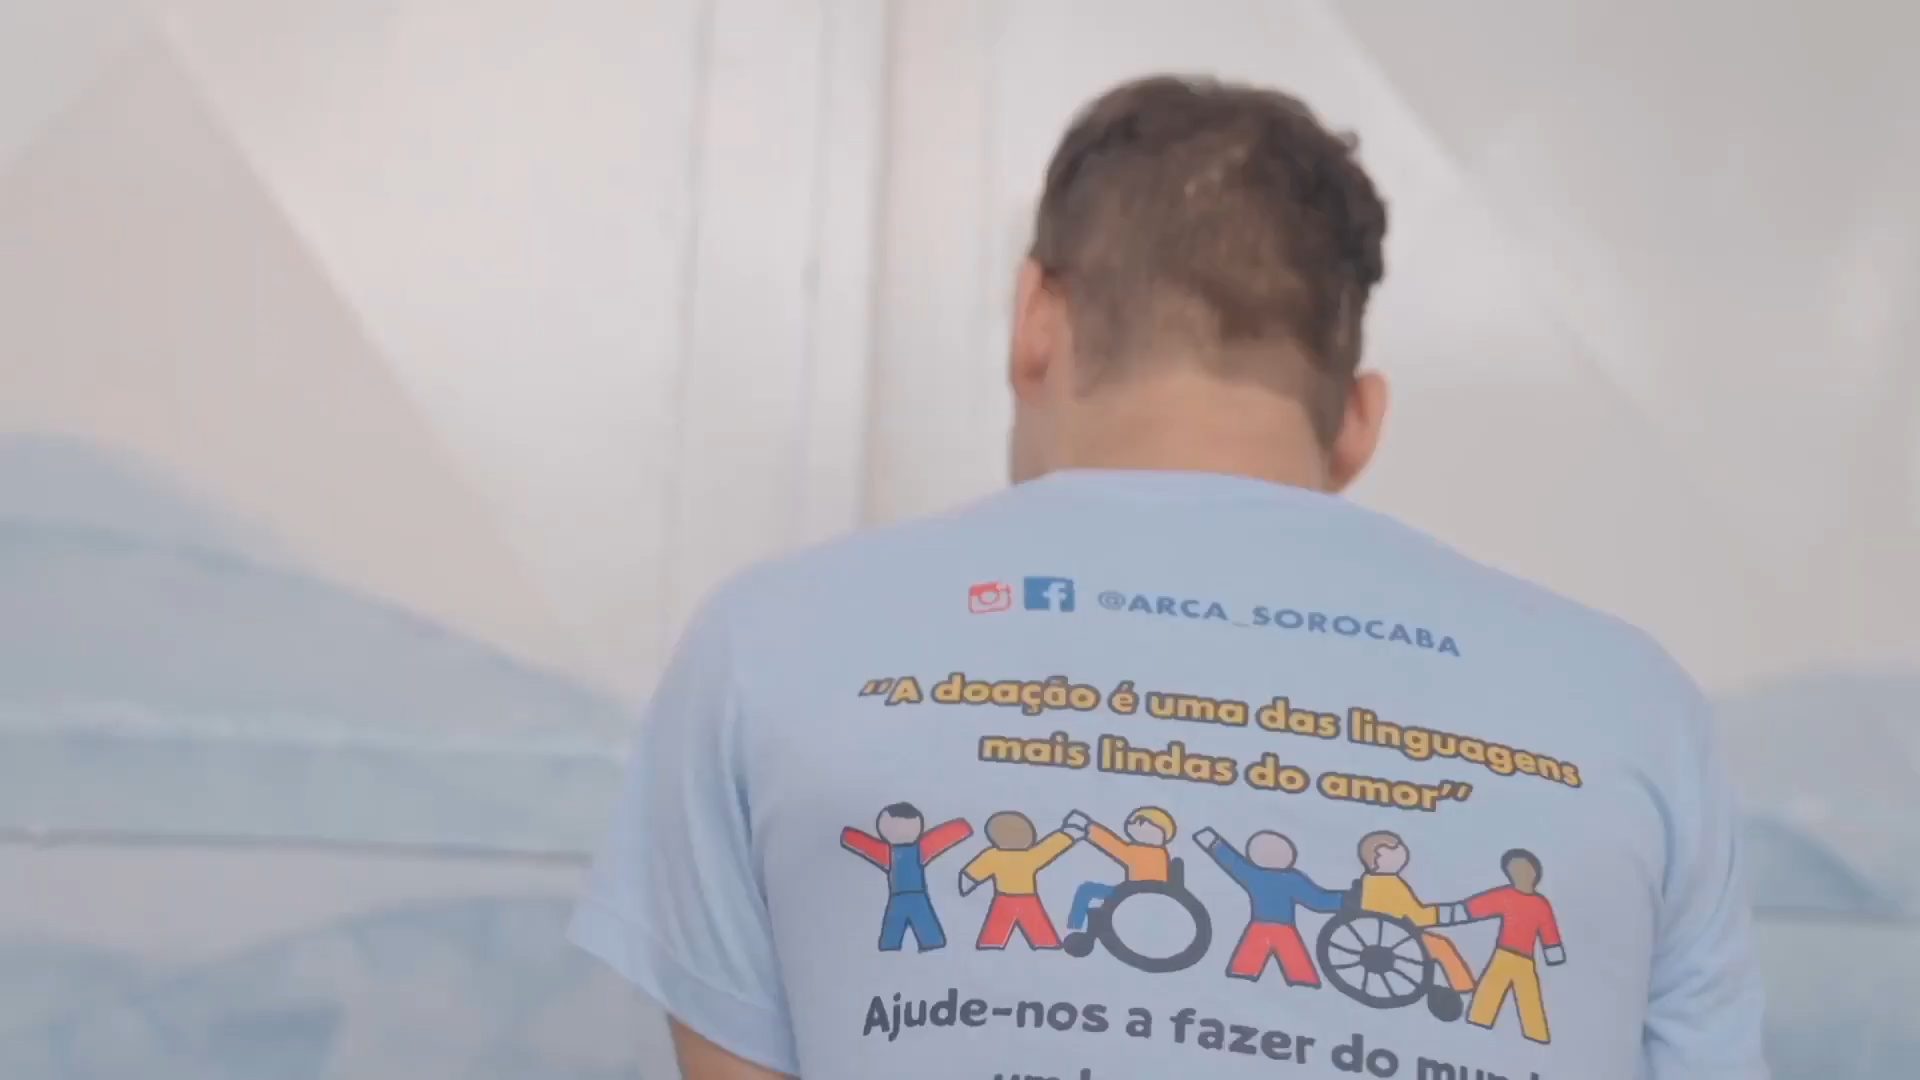 @ARCA_SOROCABA
"A doação é uma das linguagens
mais lindas do amor"
Ajude-nos a fazer do